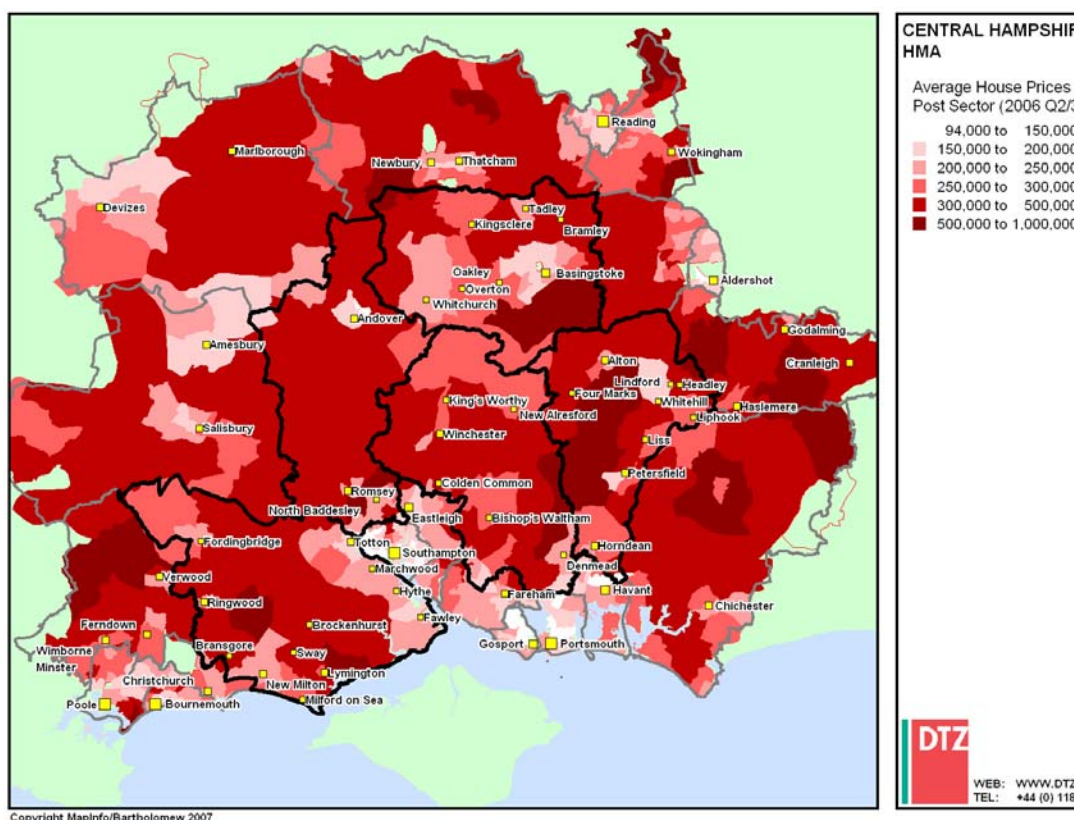 CENTRAL HAMPSHIR
HMA
Average House Prices
Post Sector (2006 Q2/3
94,000 to 150,000
150,000 to 200,000
200,000 to 250,000
250,000 to 300,000
300,000 to 500,000
500,000 to 1,000,000
Reading
Marlborough
Wokingham
Newbury
Thatcham
Devizes
Tadley
Kingsclere
Bramley
Oakley
Basingstoke
Overton
Aldershot
Whitchurch
Andover
Godalming
Amesbury
Alton
Cranleigh
Lindford
Headley
Four Marks
King's Worthy
Whitehill
Haslemere
New Alresford
Liphook
Salisbury
Winchester
Liss
Petersfield
Colden Common
Romsey
North Baddesley
Eastleigh
Bishop's Waltham
Fordingbridge
Totton
Southampton
Horndean
Denmead
Marchwood
Verwood
Hythe
Fareham
Havant
Ringwood
Chichester
Fawley
Ferndown
Brockenhurst
Wimborne
Minster
Bransgore
Sway
Gosport
Portsmouth
Lymington
New Milton
Christchurch
Milford on Sea
Poole
Bournemouth
DTZ
WEB: WWW.DTZ
TEL: +44 (0) 118
Copyright MapInfo/Bartholomew 2007